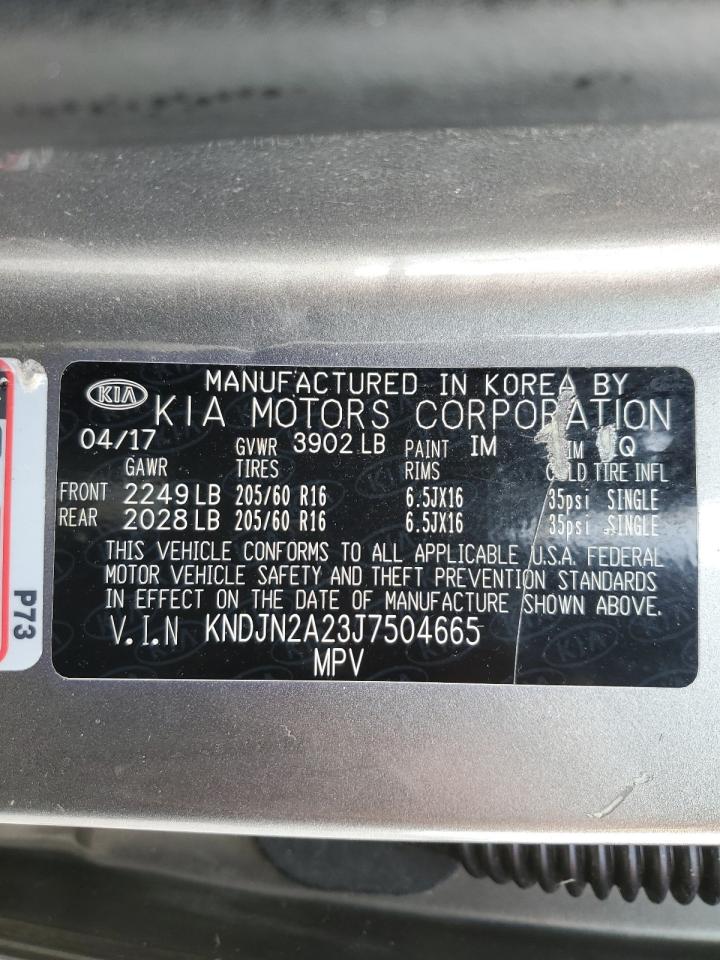 KIA
MANUFACTURED IN KOREA BY
KIA MOTORS CORPORATION
04/17 GVWR 3902 LB PAINT IM Q
GAWR TIRES RIMS COLD TIRE INFL
FRONT 2249 LB 205/60 R16 6.5JX16 35psi SINGLE
REAR 2028 LB 205/60 R16 6.5JX16 35psi SINGLE
THIS VEHICLE CONFORMS TO ALL APPLICABLE U.S.A. FEDERAL
MOTOR VEHICLE SAFETY AND THEFT PREVENTION STANDARDS
IN EFFECT ON THE DATE OF MANUFACTURE SHOWN ABOVE.
V.I.N KNDJN2A23J7504665
MPV
P73